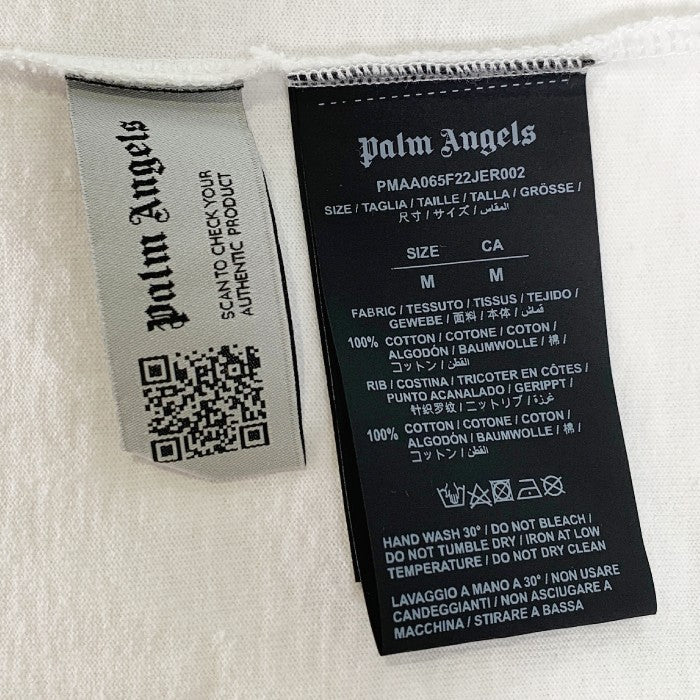 Palm Angels
SCAN TO CHECK YOUR
AUTHENTIC PRODUCT
Palm Angels
PMAA065F22JER002
SIZE / TAGLIA / TAILLE / TALLA / GRÖSSE /
尺寸 / サイズ / المقاس
SIZE CA
M M
FABRIC / TESSUTO / TISSUS / TEJIDO /
GEWEBE / 面料 / 本体 / قماش
100% COTTON / COTONE / COTON /
ALGODÓN / BAUMWOLLE / 棉 /
コットン / القطن
RIB / COSTINA / TRICOTER EN CÔTES /
PUNTO ACANALADO / GERIPPT /
针织罗纹 / ニットリブ / غرزة
100% COTTON / COTONE / COTON /
ALGODÓN / BAUMWOLLE / 棉 /
コットン / القطن
HAND WASH 30° / DO NOT BLEACH /
DO NOT TUMBLE DRY / IRON AT LOW
TEMPERATURE / DO NOT DRY CLEAN
LAVAGGIO A MANO A 30° / NON USARE
CANDEGGIANTI / NON ASCIUGARE A
MACCHINA / STIRARE A BASSA